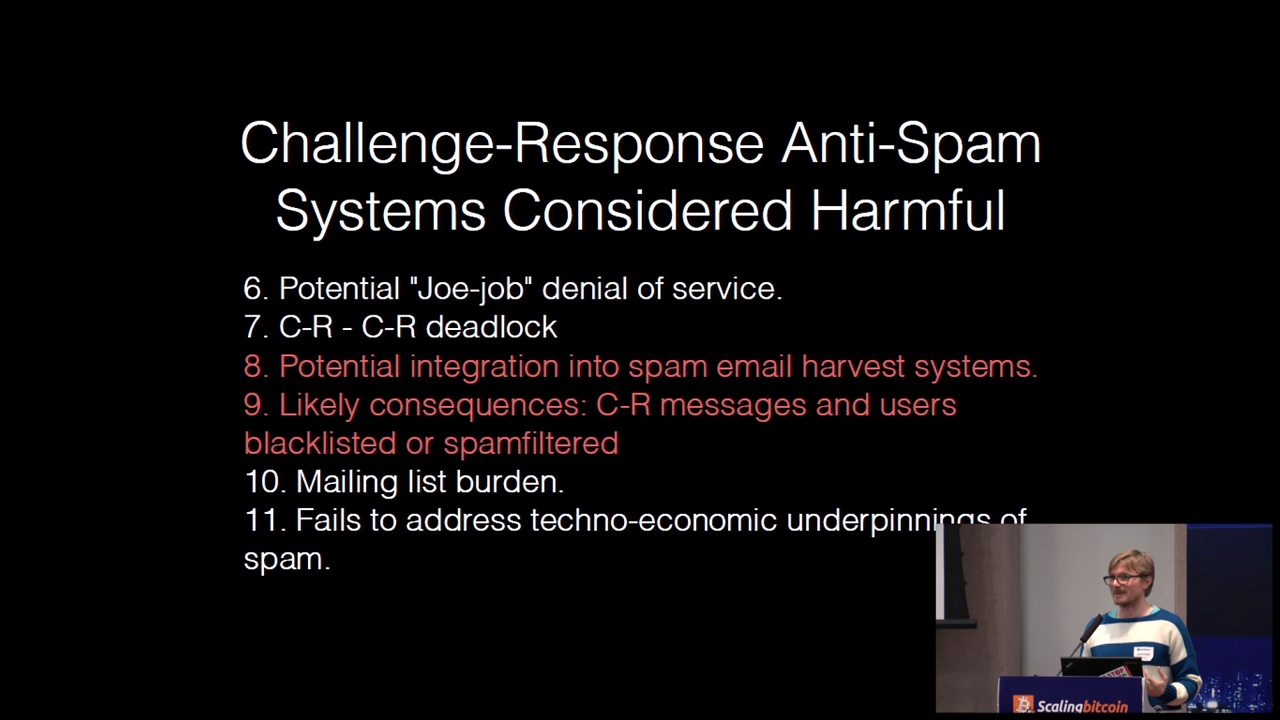 Challenge-Response Anti-Spam
Systems Considered Harmful
6. Potential "Joe-job" denial of service.
7. C-R - C-R deadlock
8. Potential integration into spam email harvest systems.
9. Likely consequences: C-R messages and users
blacklisted or spamfiltered
10. Mailing list burden.
11. Fails to address techno-economic underpinnings of
spam.
Scalingbitcoin